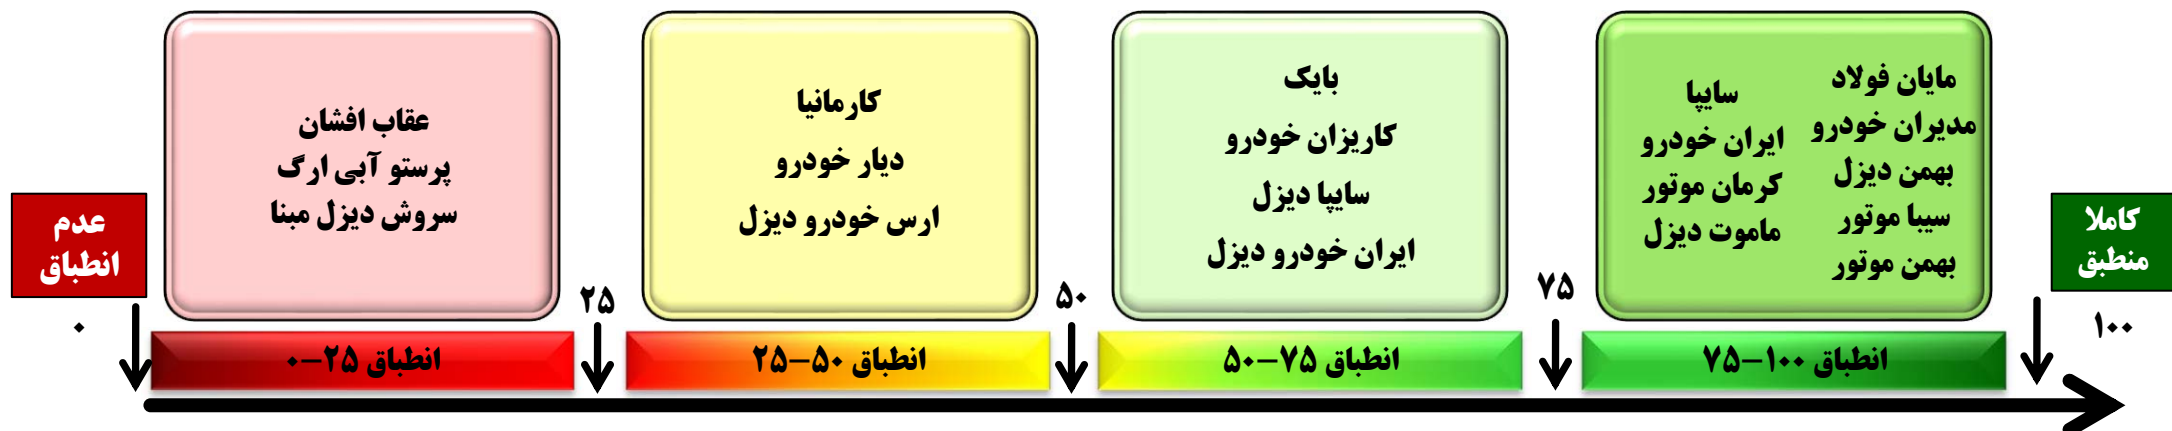 عدم
انطباق
۰
عقاب افشان
پرستو آبی ارگ
سروش دیزل مبنا
انطباق ۲۵-۰
۲۵
کارمانیا
دیار خودرو
ارس خودرو دیزل
انطباق ۵۰-۲۵
۵۰
بایک
کاریزان خودرو
سایپا دیزل
ایران خودرو دیزل
انطباق ۷۵-۵۰
۷۵
مایان فولاد
مدیران خودرو
بهمن دیزل
سیبا موتور
بهمن موتور
سایپا
ایران خودرو
کرمان موتور
ماموت دیزل
انطباق ۱۰۰-۷۵
کاملا
منطبق
۱۰۰